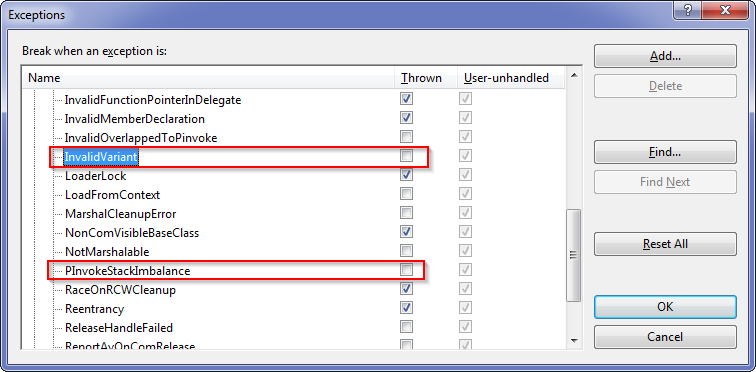 Exceptions
Break when an exception is:
Name Thrown User-unhandled
InvalidFunctionPointerInDelegate
InvalidMemberDeclaration
InvalidOverlappedToPinvoke
InvalidVariant
LoaderLock
LoadFromContext
MarshalCleanupError
NonComVisibleBaseClass
NotMarshalable
PInvokeStackImbalance
RaceOnRCWCleanup
Reentrancy
ReleaseHandleFailed
ReportAvOnComRelease
Add...
Delete
Find...
Find Next
Reset All
OK
Cancel